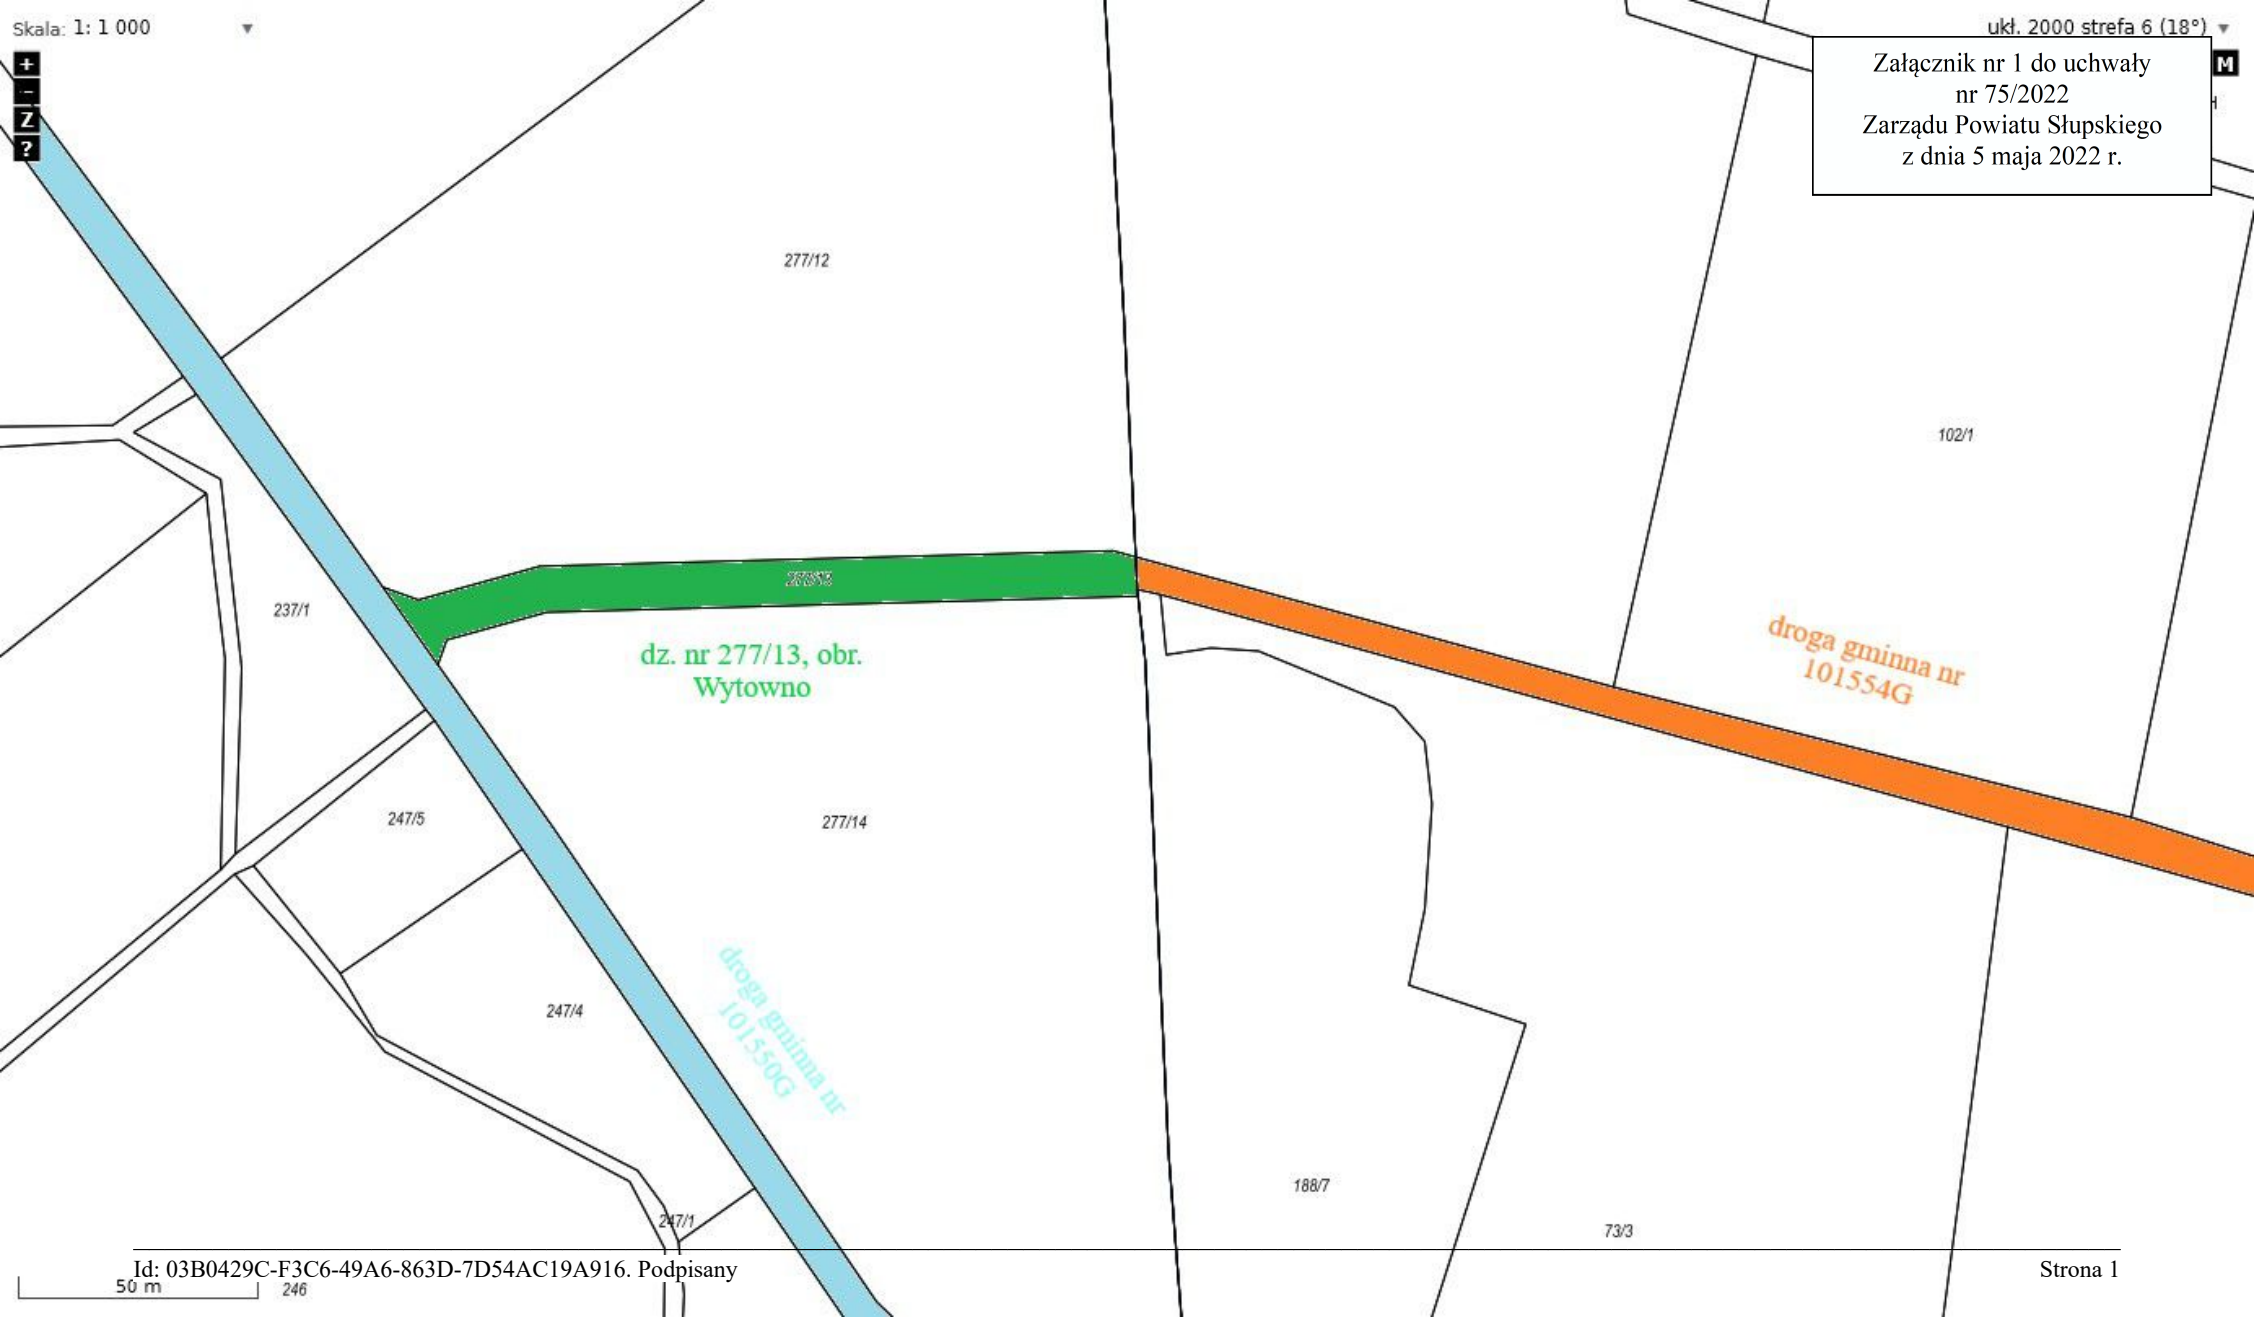 Skala: 1: 1 000
ukł. 2000 strefa 6 (18°)
+
-
Z
?
M
Załącznik nr 1 do uchwały
nr 75/2022
Zarządu Powiatu Słupskiego
z dnia 5 maja 2022 r.
277/12
102/1
237/1
dz. nr 277/13, obr.
Wytowno
droga gminna nr
101554G
247/5
277/14
droga gminna nr
101550G
247/4
188/7
247/1
73/3
Id: 03B0429C-F3C6-49A6-863D-7D54AC19A916. Podpisany
Strona 1
50 m
246